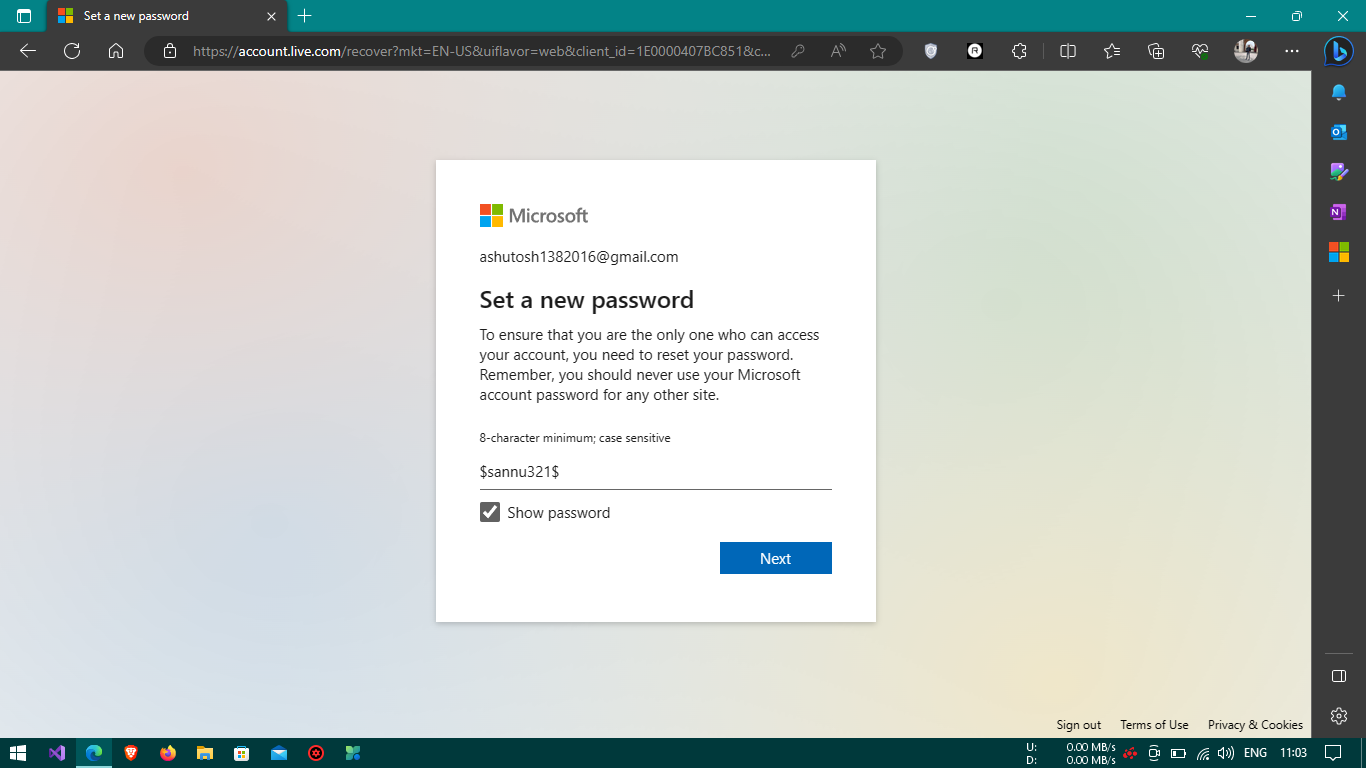 Set a new password
https://account.live.com/recover?mkt=EN-US&uiflavor=web&client_id=1E0000407BC851&c...
Microsoft
ashutosh1382016@gmail.com
Set a new password
To ensure that you are the only one who can access
your account, you need to reset your password.
Remember, you should never use your Microsoft
account password for any other site.
8-character minimum; case sensitive
$sannu321$
Show password
Next
Sign out Terms of Use Privacy & Cookies
U: 0.00 MB/s
D: 0.00 MB/s
ENG 11:03